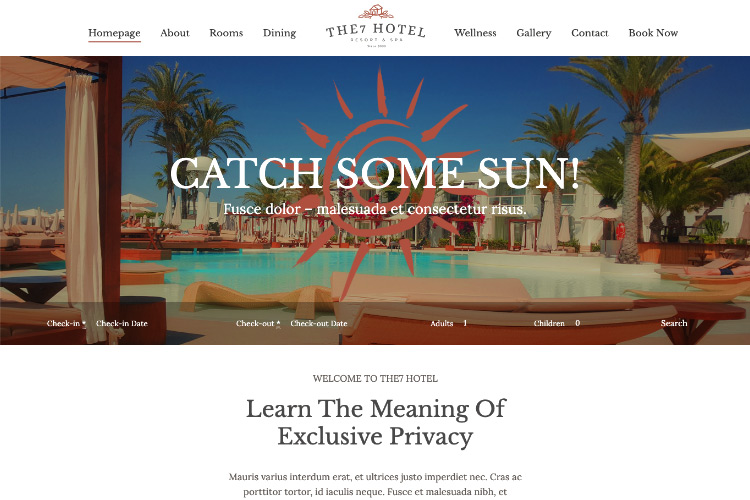 Homepage
About
Rooms
Dining
THE7 HOTEL
RESORT & SPA
Wellness
Gallery
Contact
Book Now
CATCH SOME SUN!
Fusce dolor – malesuada et consectetur risus.
Check-in * Check-in Date
Check-out * Check-out Date
Adults 1
Children 0
Search
WELCOME TO THE7 HOTEL
Learn The Meaning Of
Exclusive Privacy
Mauris varius interdum erat, et ultrices justo imperdiet nec. Cras ac
porttitor tortor, id iaculis neque. Fusce et malesuada nibh, et